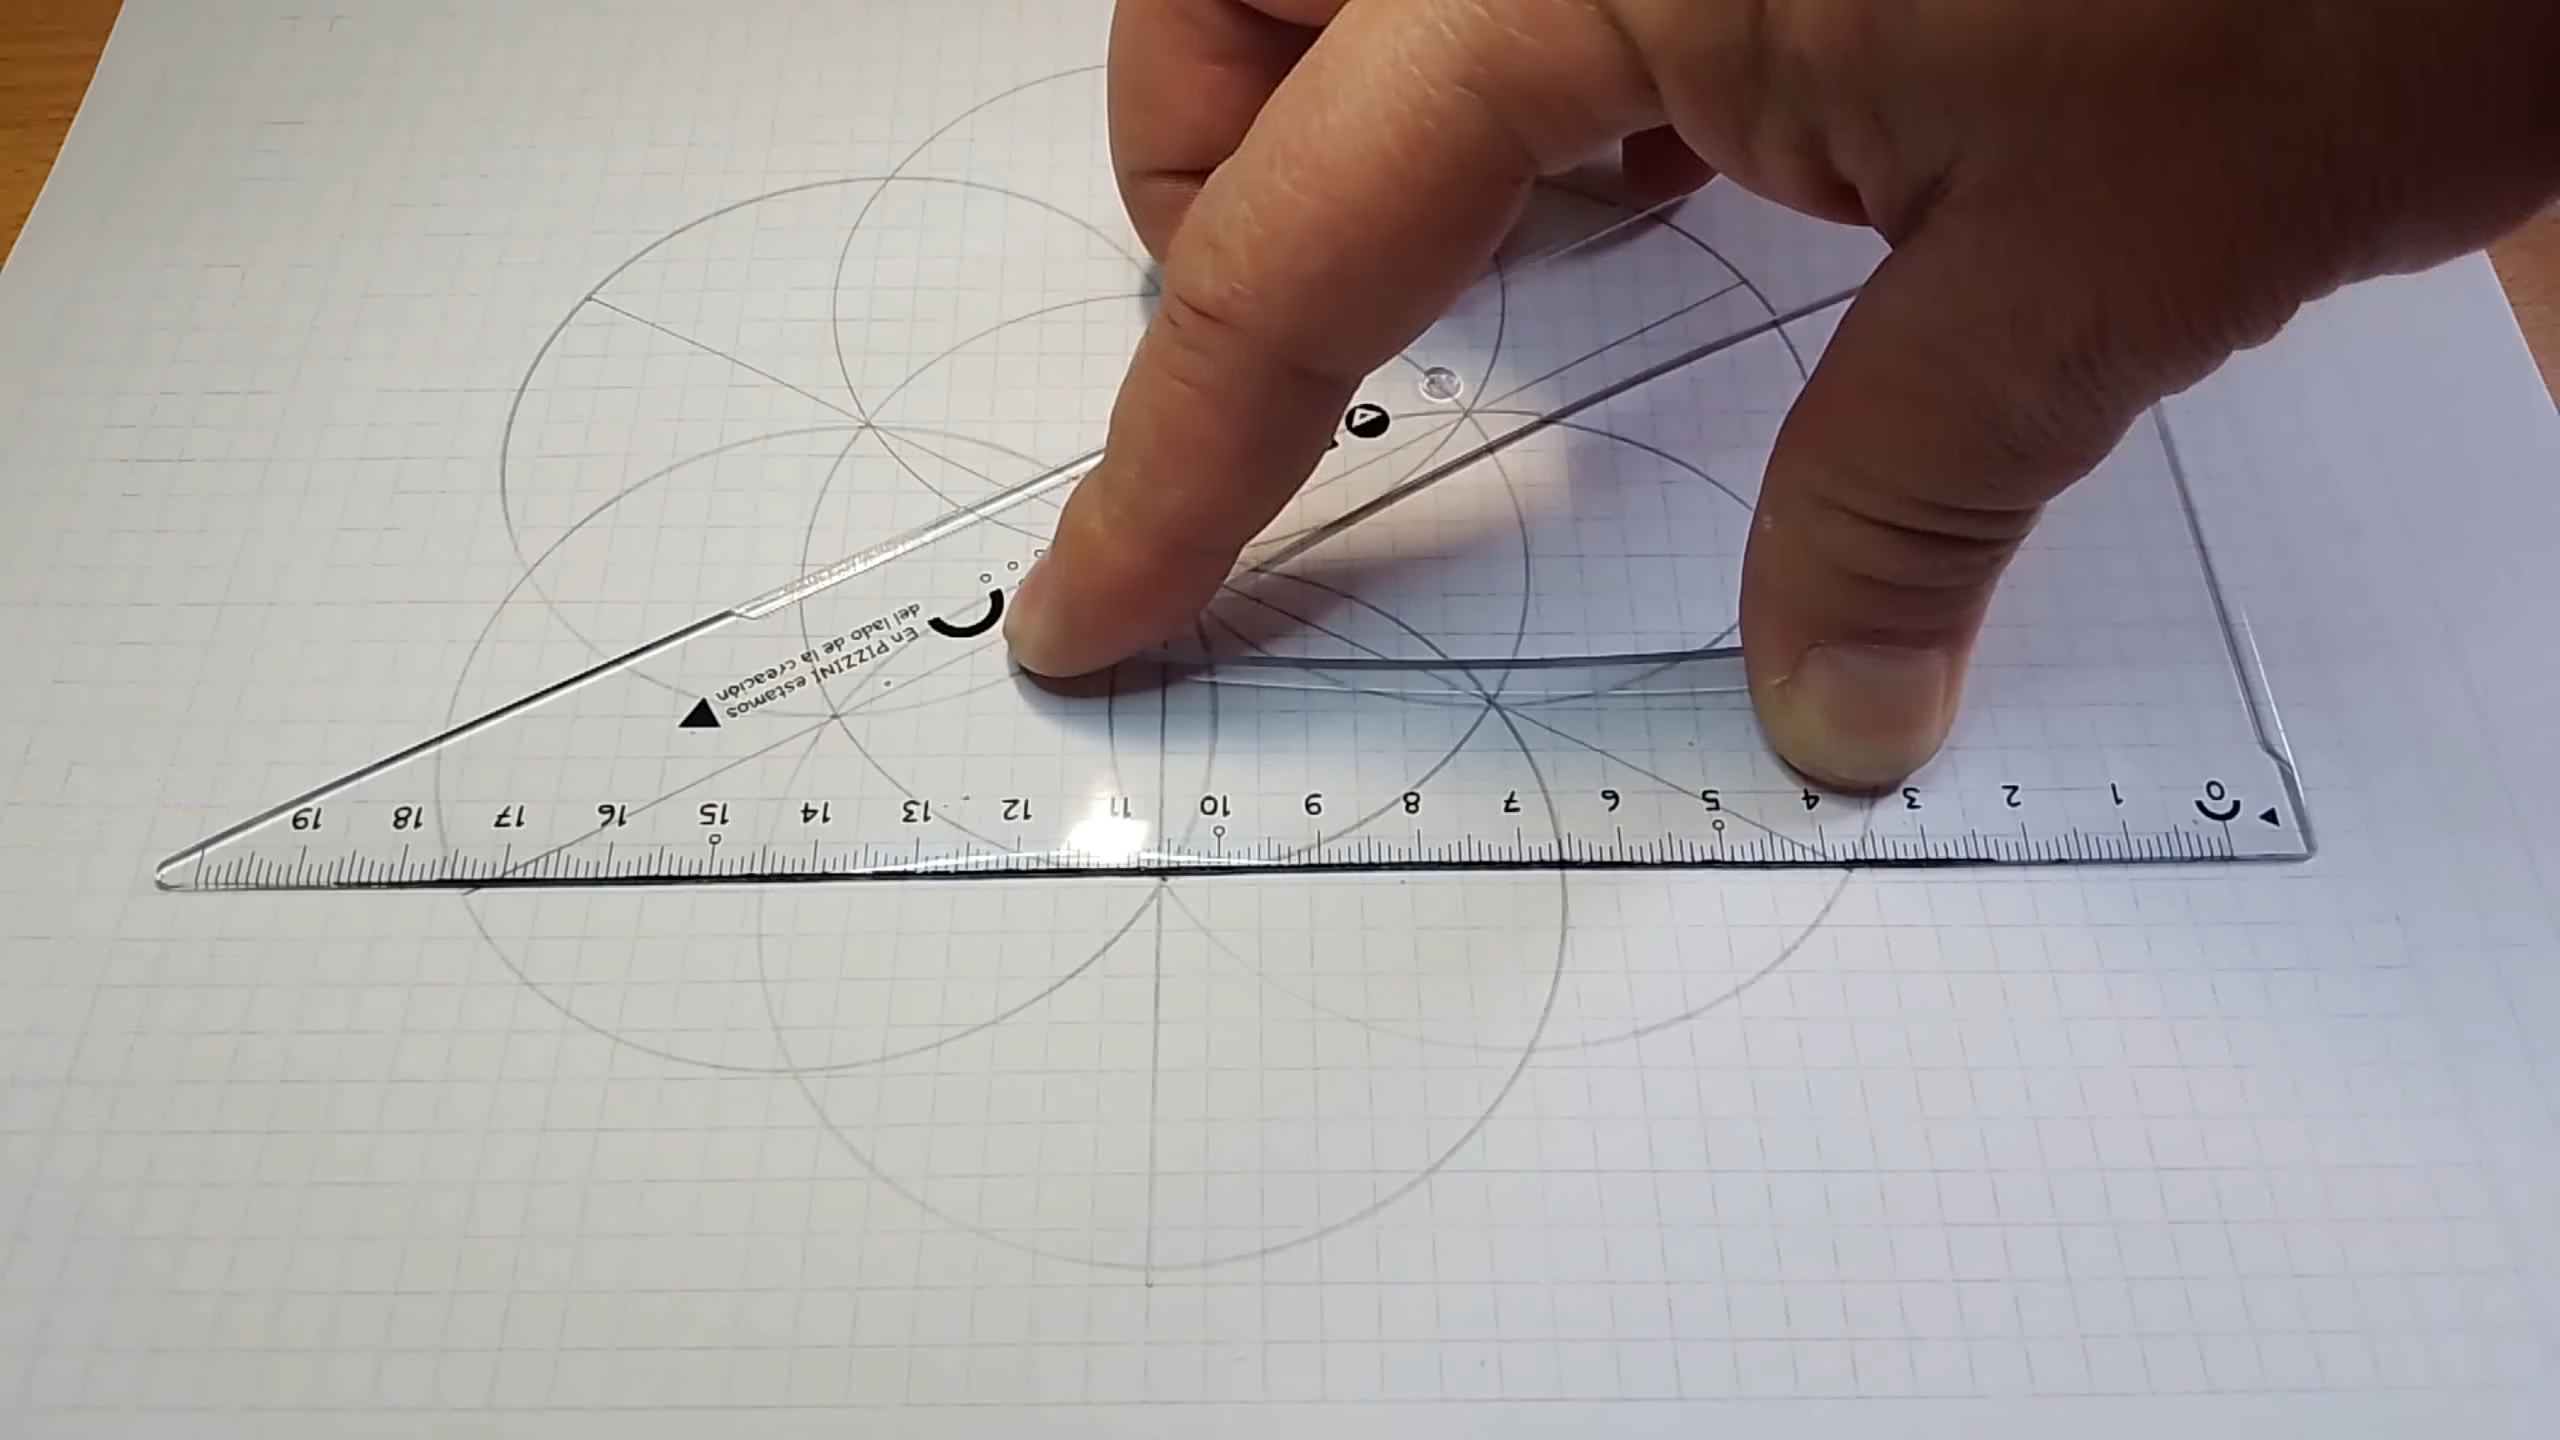 En PIZZINI estamos
del lado de la creación
0 1 2 3 4 5 6 7 8 9 10 11 12 13 14 15 16 17 18 19